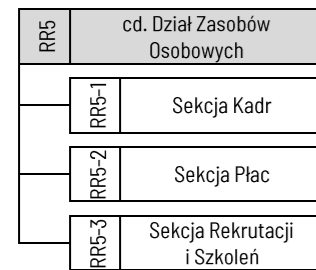 RR5
cd. Dział Zasobów
Osobowych
RR5-1
Sekcja Kadr
RR5-2
Sekcja Płac
RR5-3
Sekcja Rekrutacji
i Szkoleń